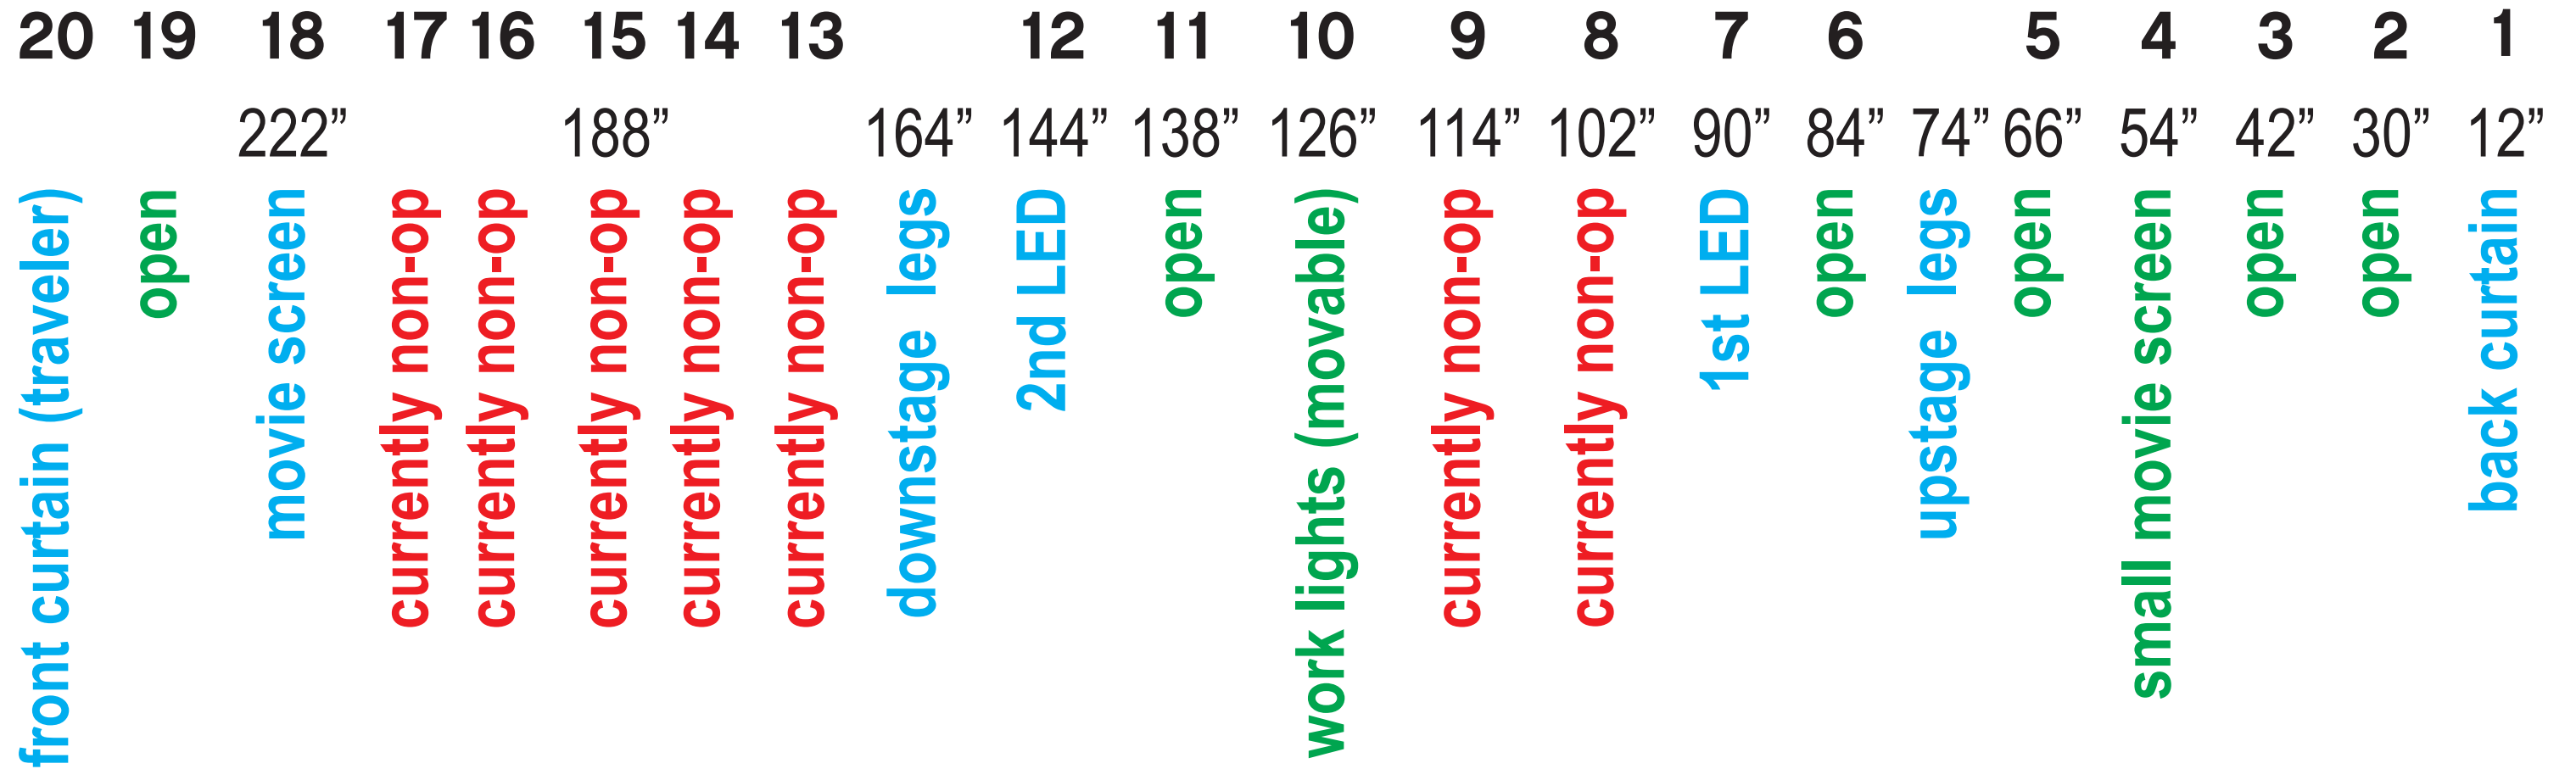 20 19 18 17 16 15 14 13 12 11 10 9 8 7 6 5 4 3 2 1
222” 188” 164” 144” 138” 126” 114” 102” 90” 84” 74” 66” 54” 42” 30” 12”
front curtain (traveler)
open
movie screen
currently non-op
currently non-op
currently non-op
currently non-op
currently non-op
downstage legs
2nd LED
open
work lights (movable)
currently non-op
currently non-op
1st LED
open
upstage legs
open
small movie screen
open
open
back curtain